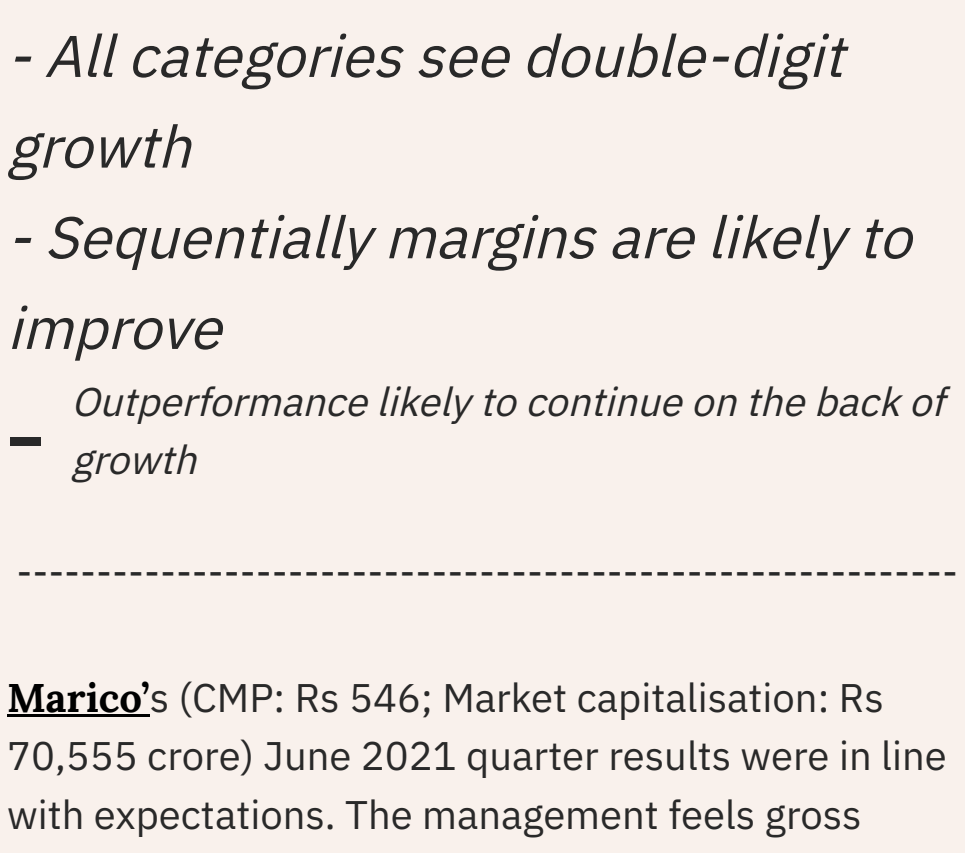 - All categories see double-digit
growth
- Sequentially margins are likely to
improve
Outperformance likely to continue on the back of
growth
------------------------------------------------------------
Marico’s (CMP: Rs 546; Market capitalisation: Rs
70,555 crore) June 2021 quarter results were in line
with expectations. The management feels gross